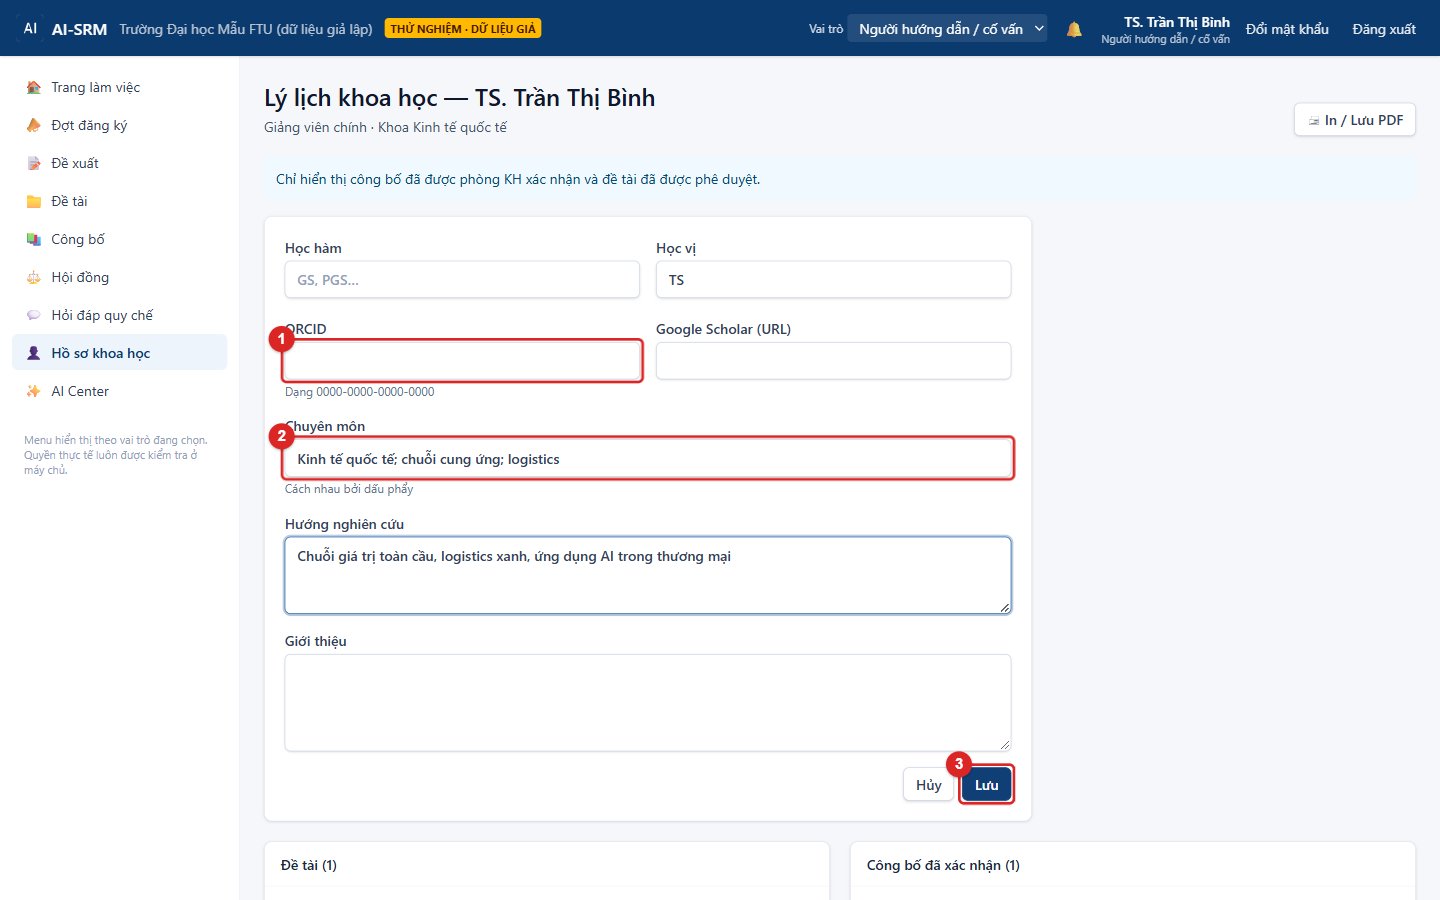 AI AI-SRM Trường Đại học Mẫu FTU (dữ liệu giả lập) THỬ NGHIỆM · DỮ LIỆU GIẢ Vai trò Người hướng dẫn / cố vấn TS. Trần Thị Bình Đổi mật khẩu Đăng xuất
Người hướng dẫn / cố vấn
Trang làm việc
Đợt đăng ký
Đề xuất
Đề tài
Công bố
Hội đồng
Hỏi đáp quy chế
Hồ sơ khoa học
AI Center
Menu hiển thị theo vai trò đang chọn.
Quyền thực tế luôn được kiểm tra ở
máy chủ.
Lý lịch khoa học — TS. Trần Thị Bình
Giảng viên chính · Khoa Kinh tế quốc tế
In / Lưu PDF
Chỉ hiển thị công bố đã được phòng KH xác nhận và đề tài đã được phê duyệt.
Học hàm Học vị
GS, PGS... TS
ORCID Google Scholar (URL)
1
Dạng 0000-0000-0000-0000
Chuyên môn
2
Kinh tế quốc tế; chuỗi cung ứng; logistics
Cách nhau bởi dấu phẩy
Hướng nghiên cứu
Chuỗi giá trị toàn cầu, logistics xanh, ứng dụng AI trong thương mại
Giới thiệu
3
Hủy Lưu
Đề tài (1) Công bố đã xác nhận (1)